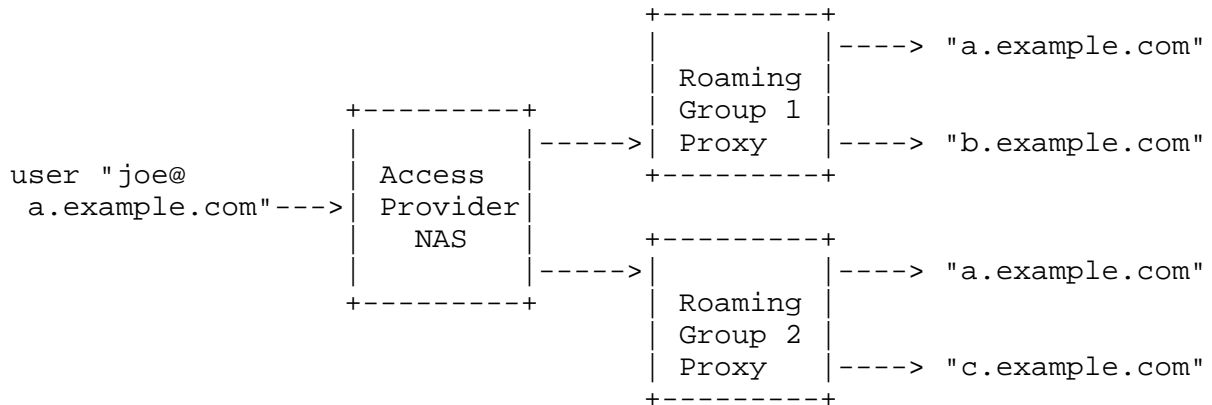 +---------+
|         |----> "a.example.com"
| Roaming |
+---------+         | Group 1 |
|         |----->| Proxy   |----> "b.example.com"
user "joe@          | Access  |      +---------+
a.example.com"--->| Provider|
|   NAS   |      +---------+
|         |----->|         |----> "a.example.com"
+---------+      | Roaming |
| Group 2 |
| Proxy   |----> "c.example.com"
+---------+